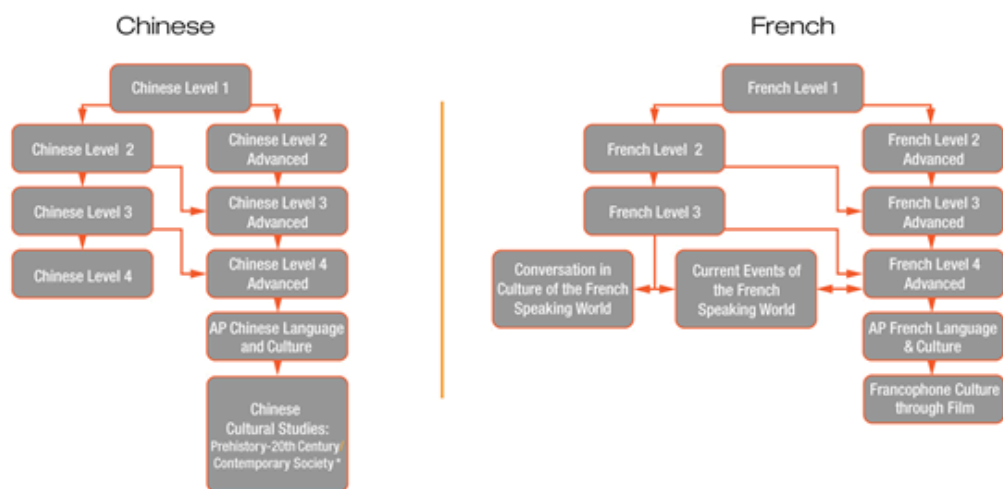 Chinese
Chinese Level 1
Chinese Level 2
Chinese Level 2
Advanced
Chinese Level 3
Chinese Level 3
Advanced
Chinese Level 4
Chinese Level 4
Advanced
AP Chinese Language
and Culture
Chinese
Cultural Studies:
Prehistory-20th Century/
Contemporary Society *
French
French Level 1
French Level 2
French Level 2
Advanced
French Level 3
French Level 3
Advanced
Conversation in
Culture of the French
Speaking World
Current Events of
the French
Speaking World
French Level 4
Advanced
AP French Language
& Culture
Francophone Culture
through Film